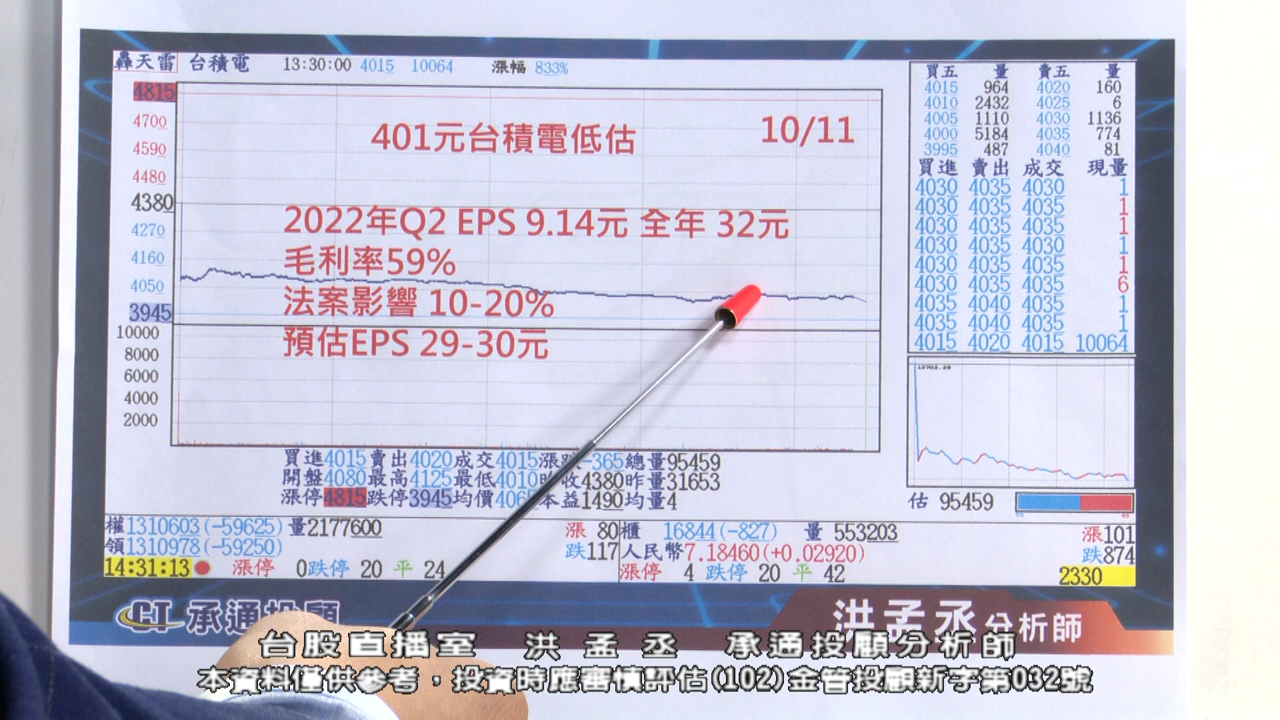 轟天雷 台積電 13:30:00 4015 10064 漲幅 833%
4815
4700
4590
4480
4380
4270
4160
4050
3945
10000
8000
6000
4000
2000
401元台積電低估 10/11
2022年Q2 EPS 9.14元 全年 32元
毛利率59%
法案影響 10-20%
預估EPS 29-30元
買五 量 賣五 量
4015 964 4020 160
4010 2432 4025 6
4005 1110 4030 1136
4000 5184 4035 774
3995 487 4040 81
買進 賣出 成交 現量
4030 4035 4030 1
4030 4035 4035 1
4030 4035 4035 1
4030 4035 4030 1
4030 4035 4035 1
4030 4035 4035 6
4035 4040 4035 1
4035 4040 4035 1
4015 4020 4015 10064
估 95459
買進4015賣出4020成交4015漲跌-365總量95459
開盤4080最高4125最低4010昨收4380昨量31653
漲停4815跌停3945均價406 本益1490均量4
權1310603(-59625) 量2177600 漲 80 櫃 16844(-827) 量 553203 漲101
領1310978(-59250) 跌117 人民幣7.18460(+0.02920) 跌874
14:31:13 漲停 0跌停 20 平 24 漲停 4 跌停 20 平 42 2330
CT 承通投顧
洪孟丞分析師
台股直播室 洪孟丞 承通投顧分析師
本資料僅供參考，投資時應審慎評估(102)金管投顧新字第032號